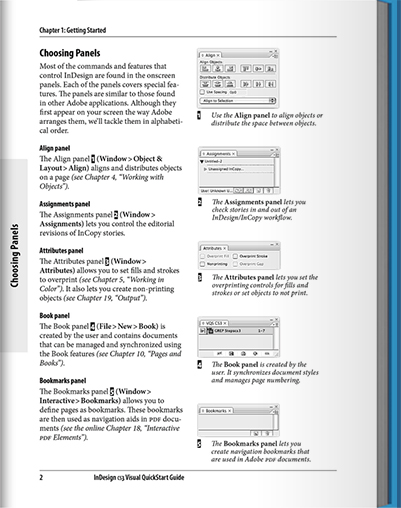 Chapter 1: Getting Started
Choosing Panels
Most of the commands and features that
control InDesign are found in the onscreen
panels. Each of the panels covers special fea-
tures. The panels are similar to those found
in other Adobe applications. Although they
first appear on your screen the way Adobe
arranges them, we'll tackle them in alphabeti-
cal order.
Align panel
The Align panel 1 (Window > Object &
Layout > Align) aligns and distributes objects
on a page (see Chapter 4, "Working with
Objects").
Assignments panel
The Assignments panel 2 (Window >
Assignments) lets you control the editorial
revisions of InCopy stories.
Attributes panel
The Attributes panel 3 (Window >
Attributes) allows you to set fills and strokes
to overprint (see Chapter 5, "Working in
Color"). It also lets you create non-printing
objects (see Chapter 19, "Output").
Book panel
The Book panel 4 (File > New > Book) is
created by the user and contains documents
that can be managed and synchronized using
the Book features (see Chapter 10, "Pages and
Books").
Bookmarks panel
The Bookmarks panel 5 (Window >
Interactive > Bookmarks) allows you to
define pages as bookmarks. These bookmarks
are then used as navigation aids in PDF docu-
ments (see the online Chapter 18, "Interactive
PDF Elements").
Align
Align Objects
Distribute Objects
Use Spacing
Align to Selection
1 Use the Align panel to align objects or
distribute the space between objects.
Assignments
Untitled-2
Unassigned InCopy...
User: Unknown U...
2 The Assignments panel lets you
check stories in and out of an
InDesign/InCopy workflow.
Attributes
Overprint Fill
Overprint Stroke
Nonprinting
Overprint Gap
3 The Attributes panel lets you set the
overprinting controls for fills and
strokes or set objects to not print.
VQS CS3
1-7
4 The Book panel is created by the
user. It synchronizes document styles
and manages page numbering.
Bookmarks
5 The Bookmarks panel lets you
create navigation bookmarks that
are used in Adobe PDF documents.
Choosing Panels
2
InDesign CS3 Visual QuickStart Guide